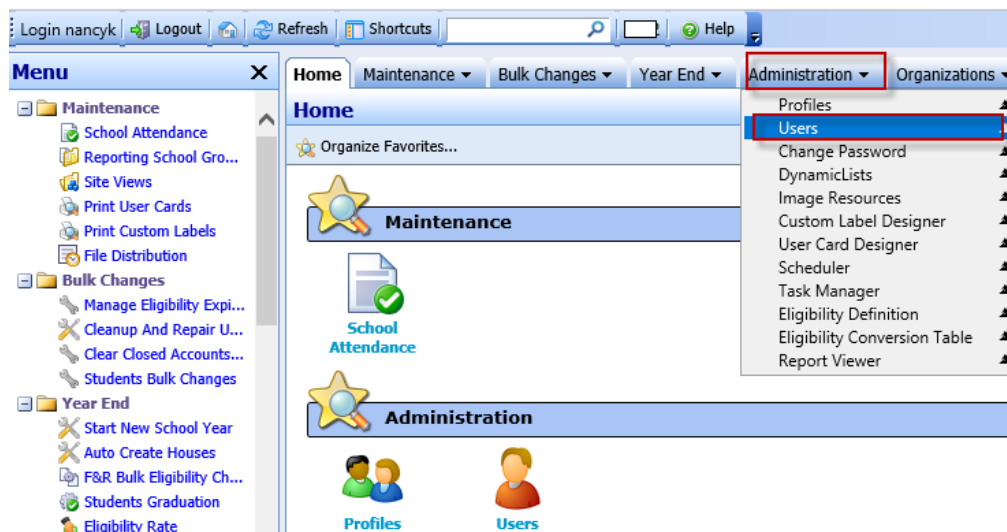 Login nancyk Logout Refresh Shortcuts Help
Menu X
Maintenance
School Attendance
Reporting School Gro...
Site Views
Print User Cards
Print Custom Labels
File Distribution
Bulk Changes
Manage Eligibility Expi...
Cleanup And Repair U...
Clear Closed Accounts...
Students Bulk Changes
Year End
Start New School Year
Auto Create Houses
F&R Bulk Eligibility Ch...
Students Graduation
Eligibility Rate
Home Maintenance Bulk Changes Year End Administration Organizations
Home
Organize Favorites...
Maintenance
School
Attendance
Administration
Profiles Users
Profiles
Users
Change Password
DynamicLists
Image Resources
Custom Label Designer
User Card Designer
Scheduler
Task Manager
Eligibility Definition
Eligibility Conversion Table
Report Viewer